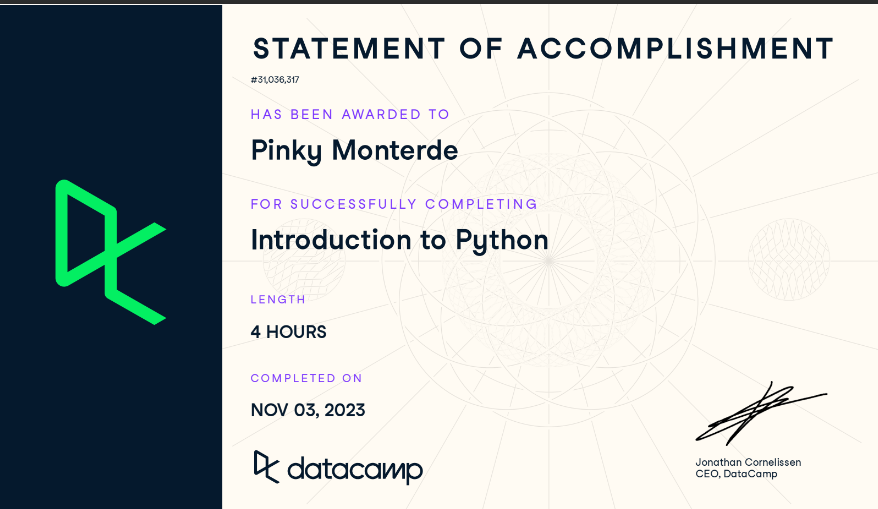 STATEMENT OF ACCOMPLISHMENT
#31,036,317
HAS BEEN AWARDED TO
Pinky Monterde
FOR SUCCESSFULLY COMPLETING
Introduction to Python
LENGTH
4 HOURS
COMPLETED ON
NOV 03, 2023
datacamp
Jonathan Cornelissen
CEO, DataCamp